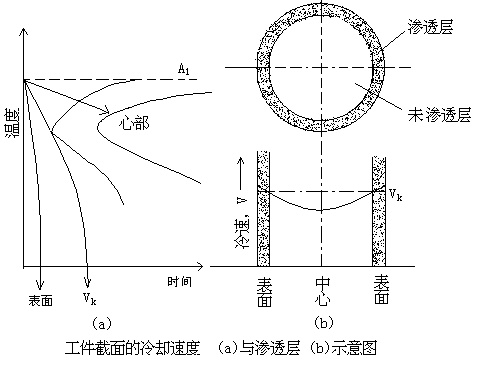 温度
A1
心部
表面
Vk
时间
(a)
渗透层
未渗透层
冷速,V
Vk
表面
中心
表面
(b)
工件截面的冷却速度 (a)与渗透层(b)示意图